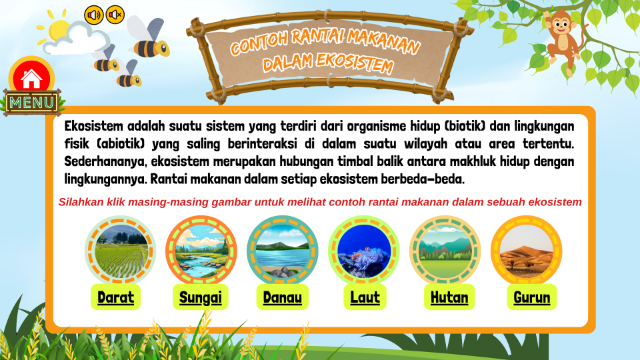 CONTOH RANTAI MAKANAN
DALAM EKOSISTEM
MENU
Ekosistem adalah suatu sistem yang terdiri dari organisme hidup (biotik) dan lingkungan
fisik (abiotik) yang saling berinteraksi di dalam suatu wilayah atau area tertentu.
Sederhananya, ekosistem merupakan hubungan timbal balik antara makhluk hidup dengan
lingkungannya. Rantai makanan dalam setiap ekosistem berbeda-beda.
Silahkan klik masing-masing gambar untuk melihat contoh rantai makanan dalam sebuah ekosistem
Darat
Sungai
Danau
Laut
Hutan
Gurun